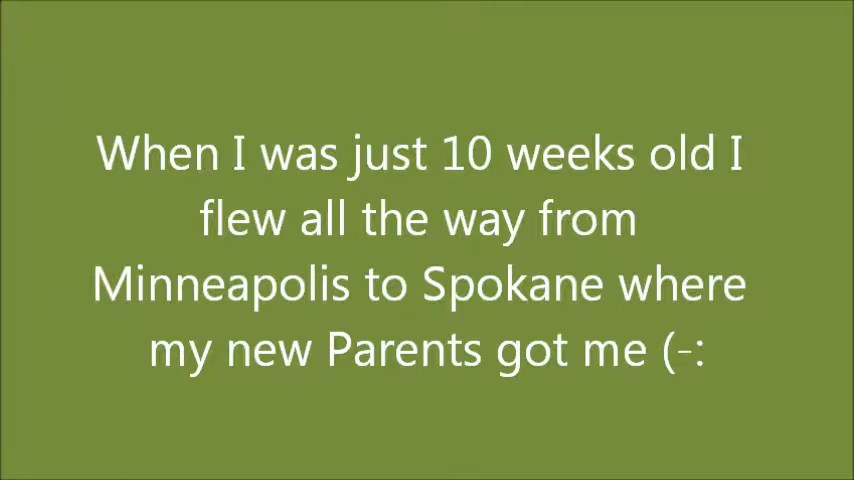 When I was just 10 weeks old I
flew all the way from
Minneapolis to Spokane where
my new Parents got me (-: